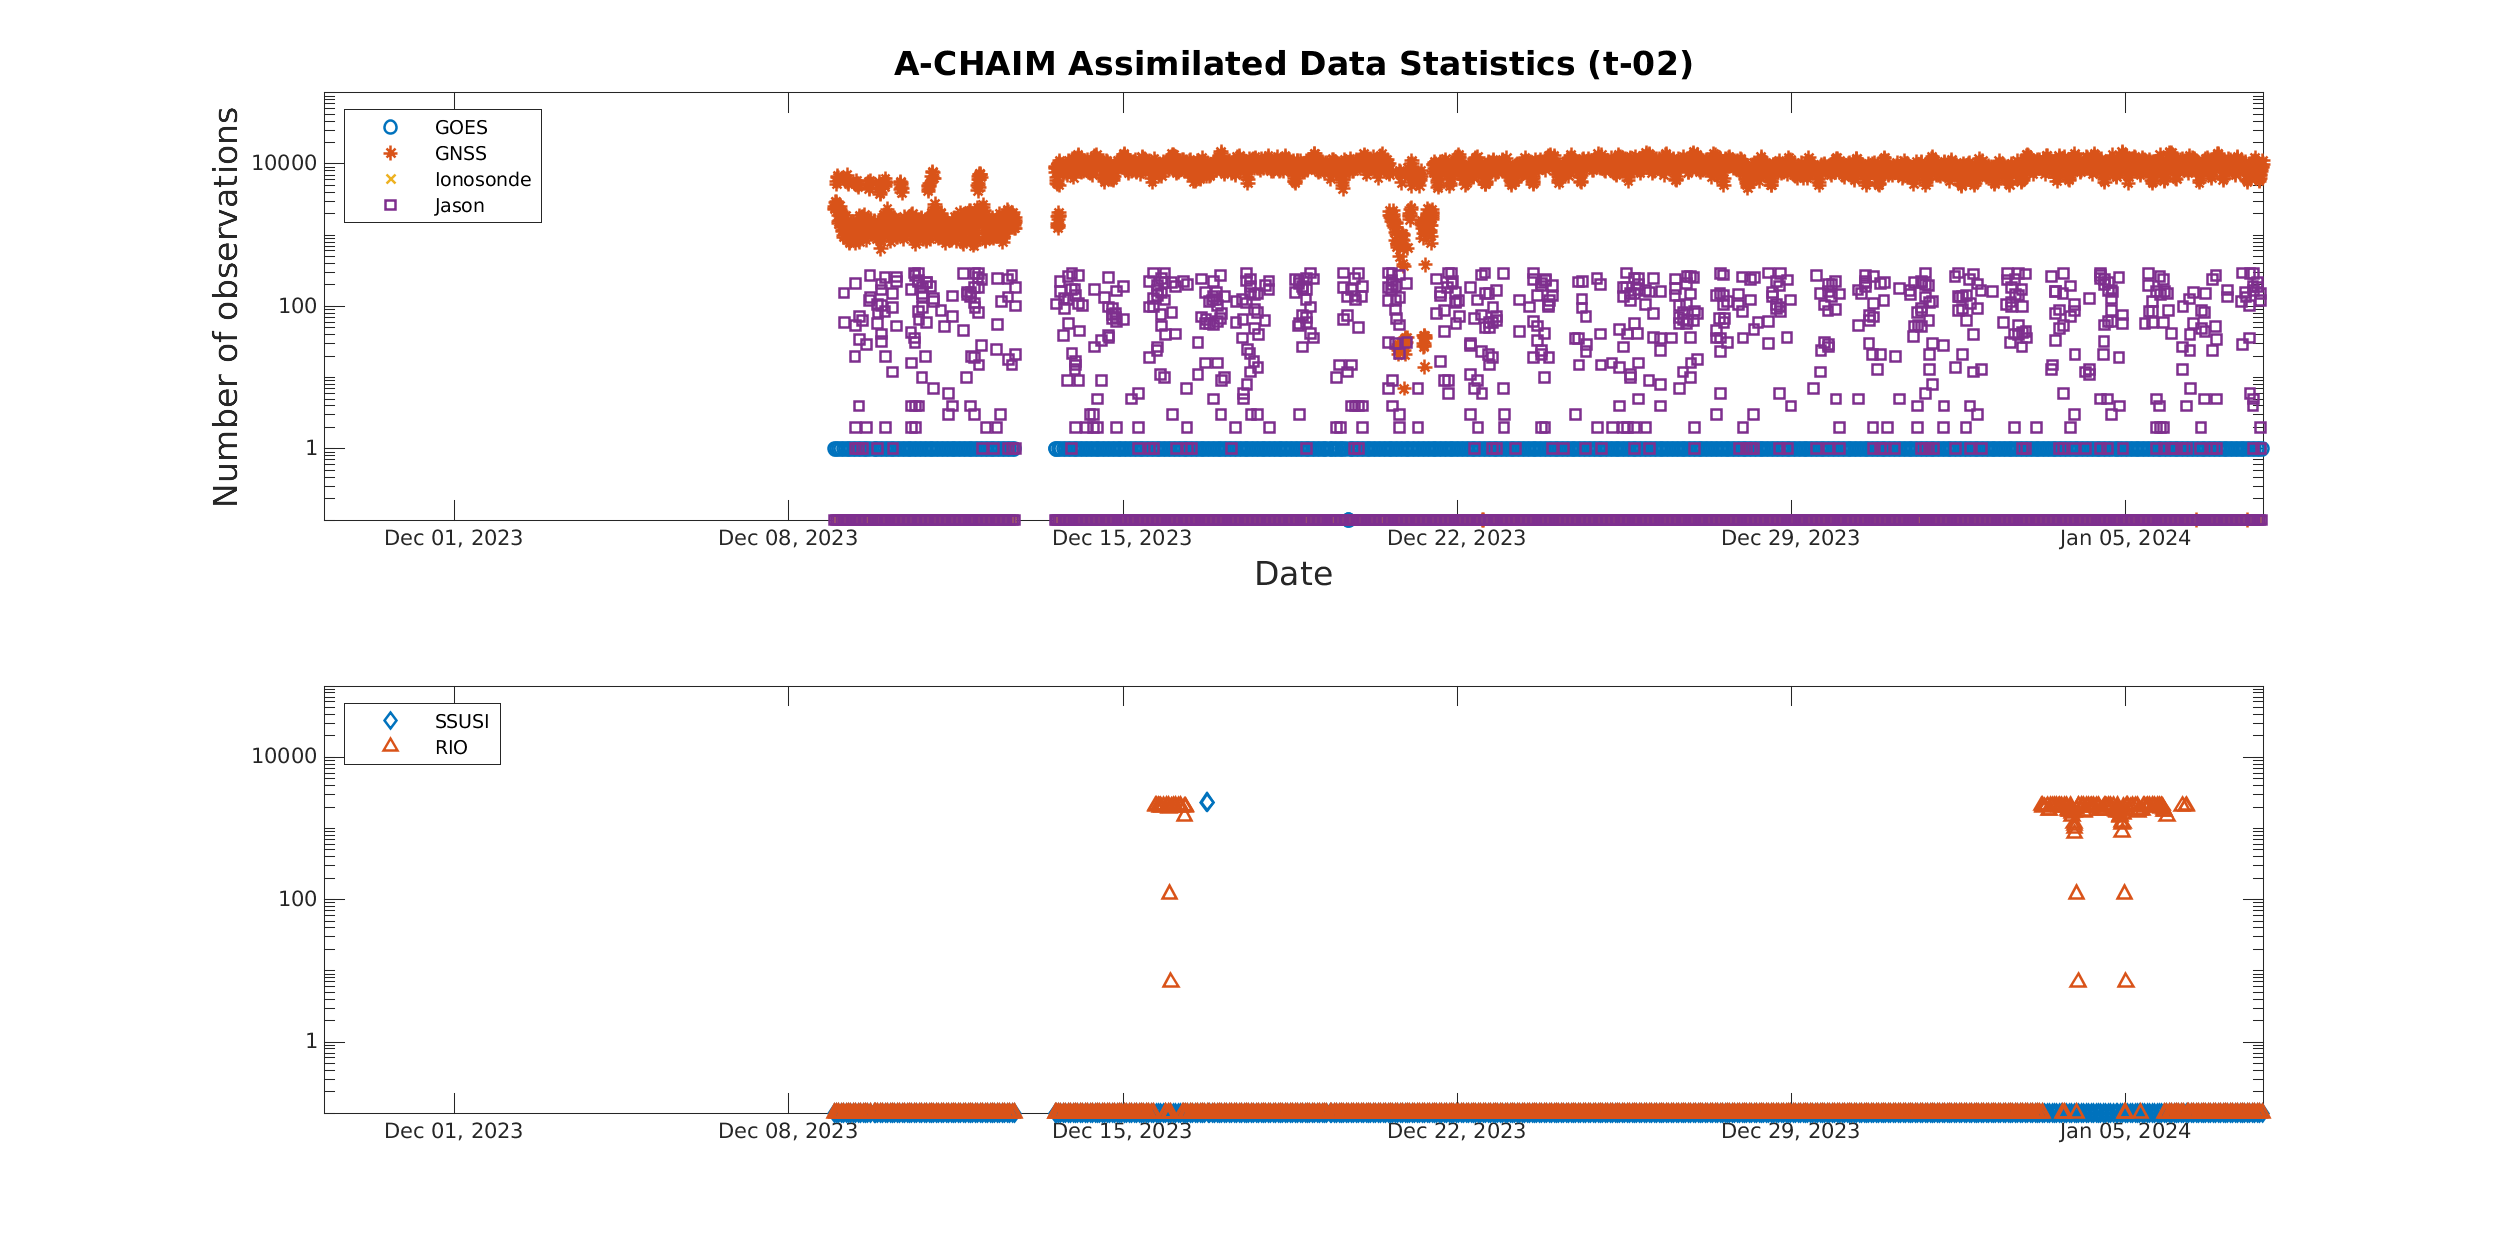 A-CHAIM Assimilated Data Statistics (t-02)
Number of observations
10000
100
1
GOES
GNSS
Ionosonde
Jason
Dec 01, 2023
Dec 08, 2023
Dec 15, 2023
Dec 22, 2023
Dec 29, 2023
Jan 05, 2024
Date
10000
100
1
SSUSI
RIO
Dec 01, 2023
Dec 08, 2023
Dec 15, 2023
Dec 22, 2023
Dec 29, 2023
Jan 05, 2024